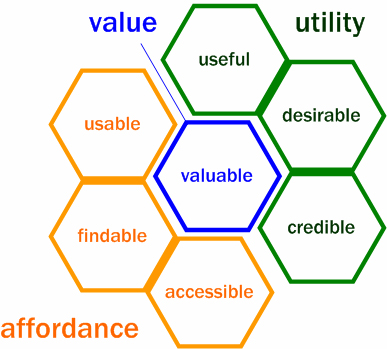 value
utility
useful
usable
desirable
valuable
findable
credible
accessible
affordance